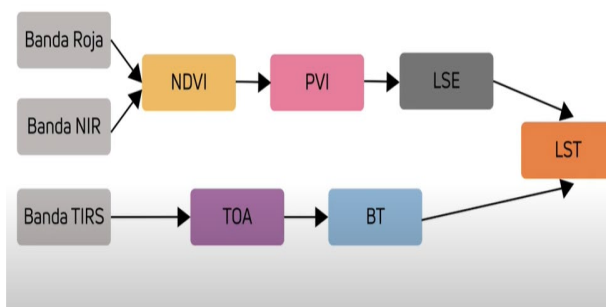 Banda Roja
NDVI
PVI
LSE
Banda NIR
LST
Banda TIRS
TOA
BT